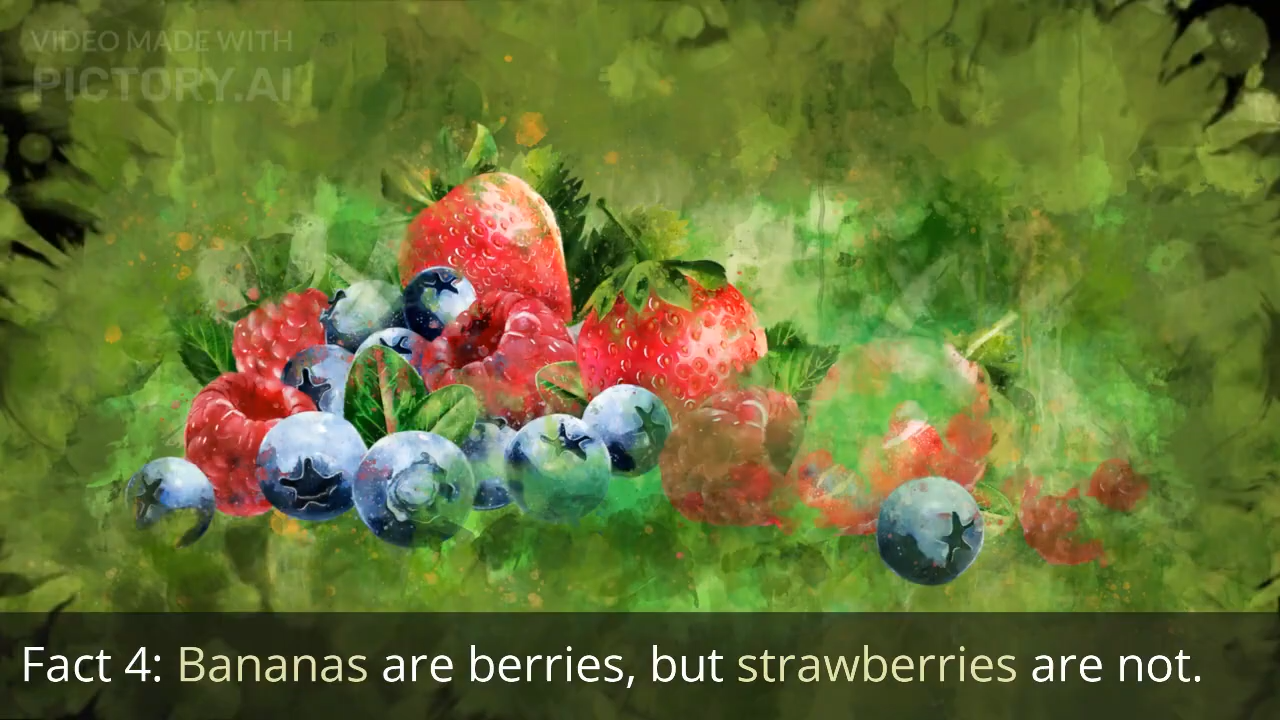 VIDEO MADE WITH
PICTORY.AI
Fact 4: Bananas are berries, but strawberries are not.